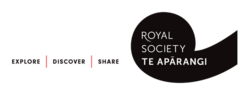 EXPLORE | DISCOVER | SHARE
ROYAL
SOCIETY
TE APĀRANGI